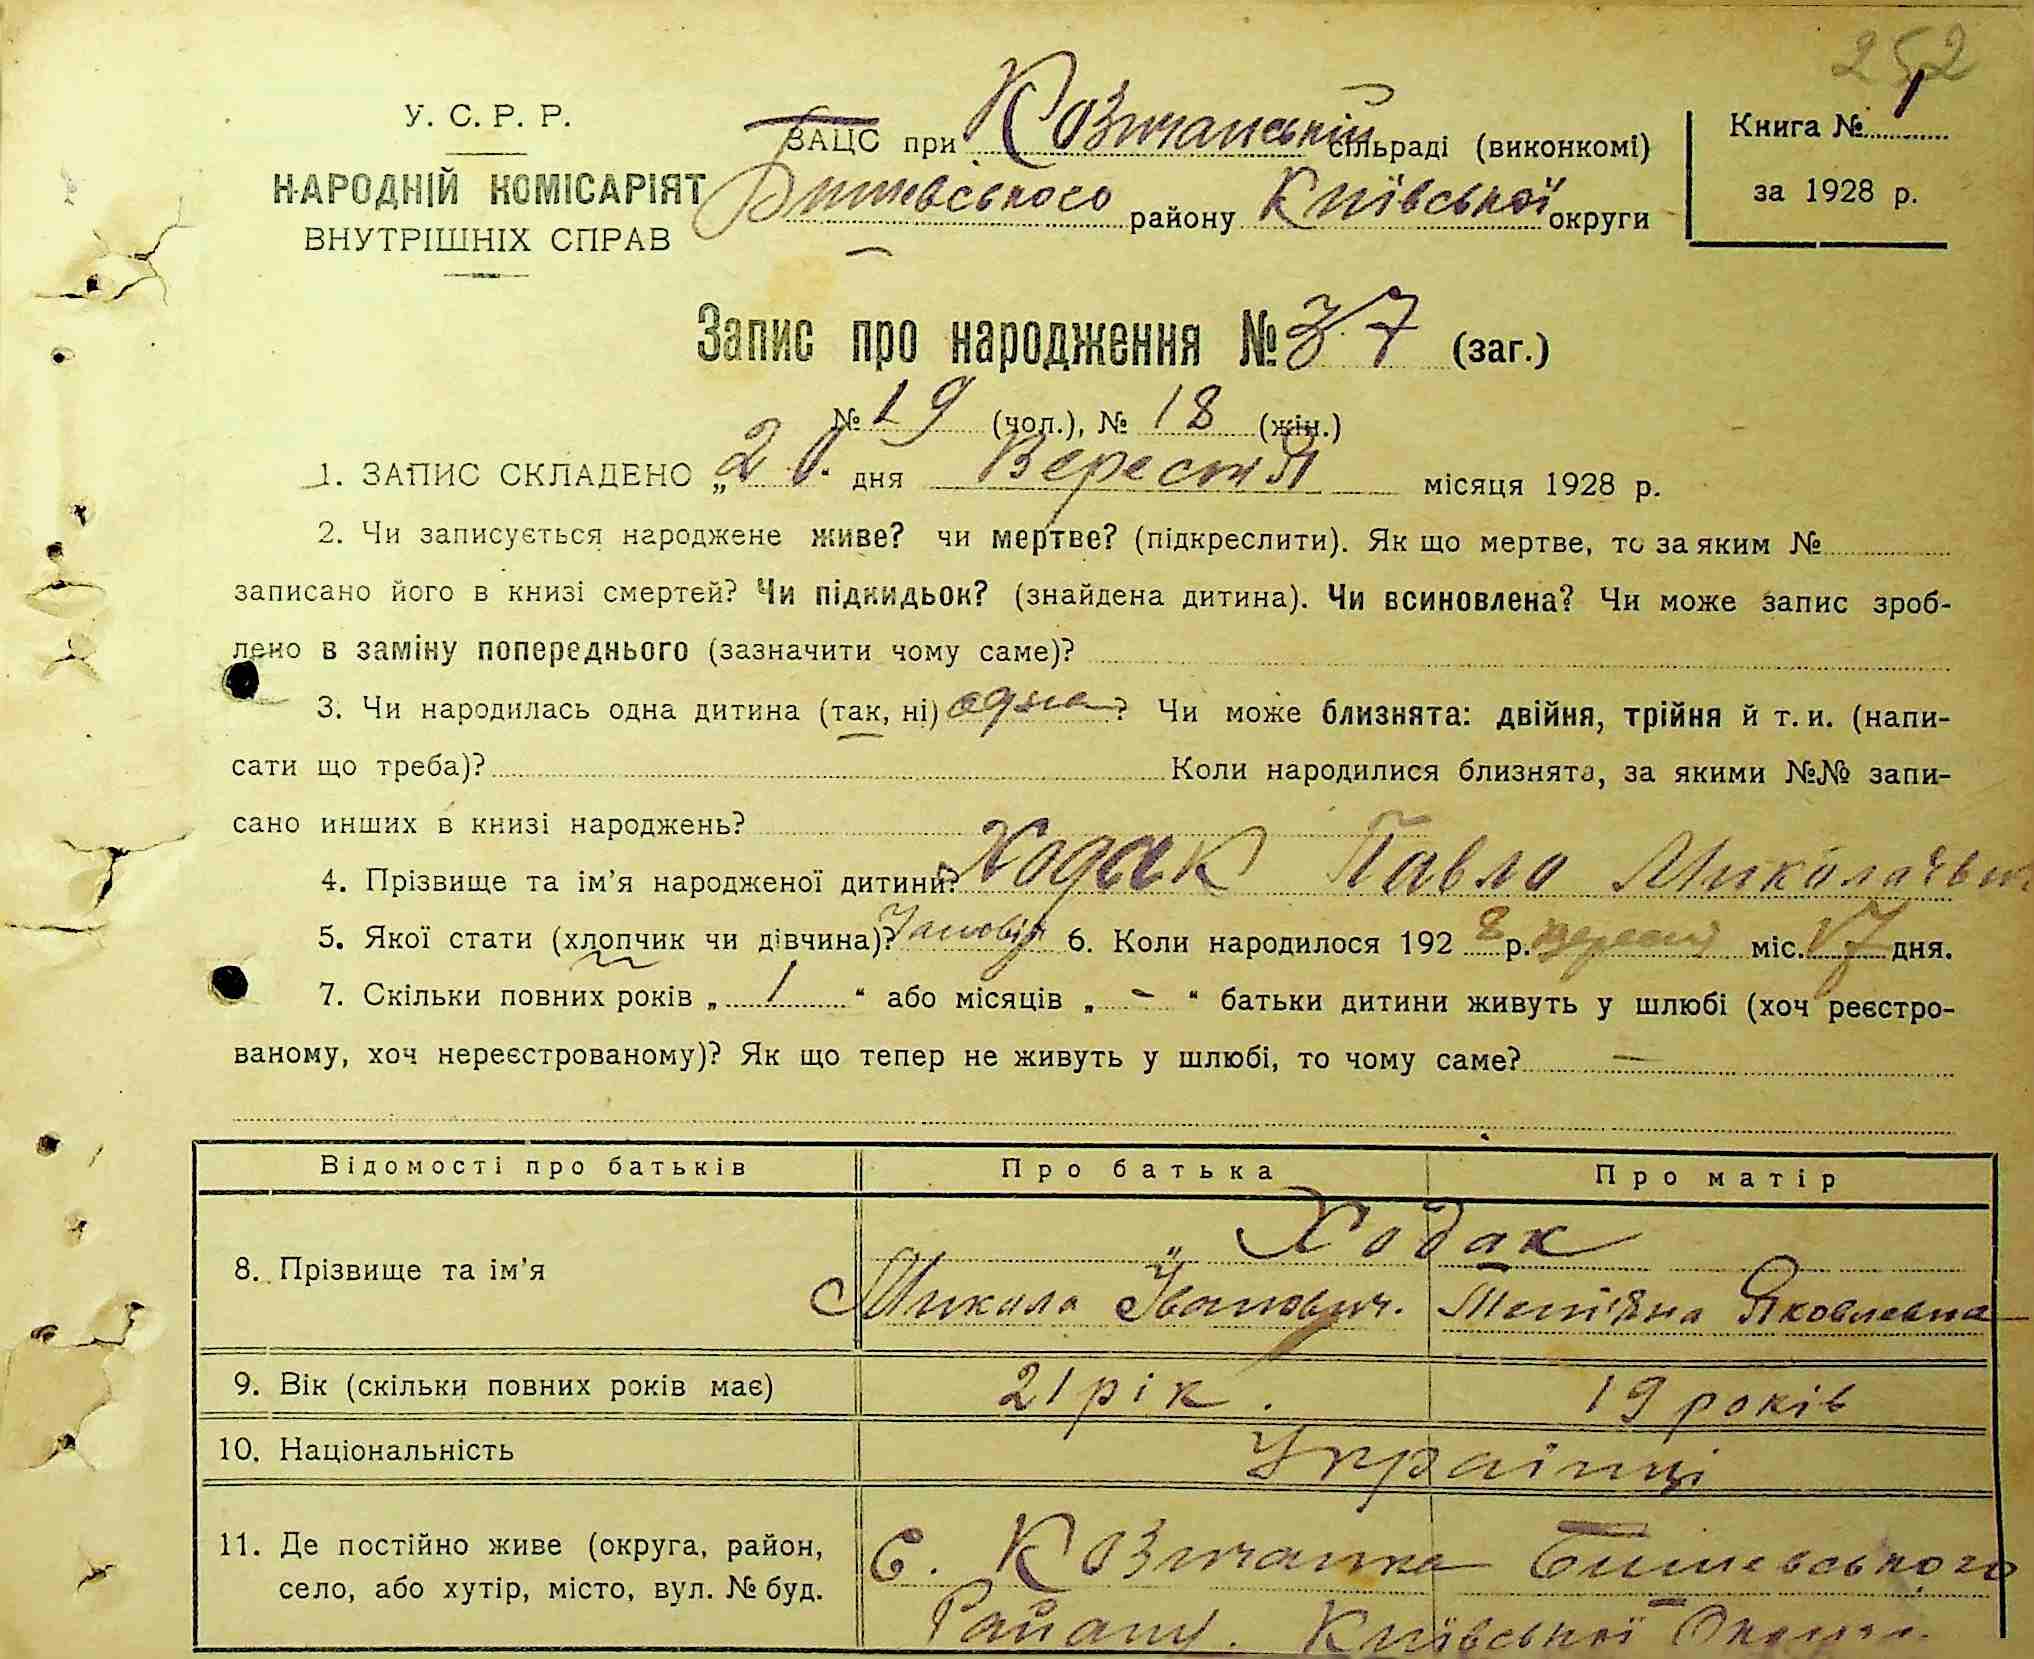 252
У. С. Р. Р.
НАРОДНІЙ КОМІСАРІЯТ
ВНУТРІШНІХ СПРАВ
ЗАЦС при Козичанській сільраді (виконкомі)
Бишевського району Київської округи
Книга № 1
за 1928 р.
Запис про народження № 37 (заг.)
№ 19 (чол.), № 18 (жін.)
1. ЗАПИС СКЛАДЕНО „20" дня Вересня місяця 1928 р.
2. Чи записується народжене живе? чи мертве? (підкреслити). Як що мертве, то за яким №
записано його в книзі смертей? Чи підкидьок? (знайдена дитина). Чи всиновлена? Чи може запис зроб-
лено в заміну попереднього (зазначити чому саме)?
3. Чи народилась одна дитина (так, ні) одна? Чи може близнята: двійня, трійня й т. и. (напи-
сати що треба)? Коли народилися близнята, за якими №№ запи-
сано инших в книзі народжень?
4. Прізвище та ім'я народженої дитини? Ходак Павло Миколаївич
5. Якої стати (хлопчик чи дівчина)? 6. Коли народилося 1928 р. Вересня міс. 17 дня.
7. Скільки повних років „ 1 " або місяців „ - " батьки дитини живуть у шлюбі (хоч реєстро-
ваному, хоч нереєстрованому)? Як що тепер не живуть у шлюбі, то чому саме? —
Відомості про батьків Про батька Про матір
8. Прізвище та ім'я Ходак
Микола Іванович. Тетіяна Яковлевна
9. Вік (скільки повних років має) 21 рік. 19 років
10. Національність Українці
11. Де постійно живе (округа, район,
село, або хутір, місто, вул. № буд.
С. Козичанка Бишевського
Району. Київської Округи.